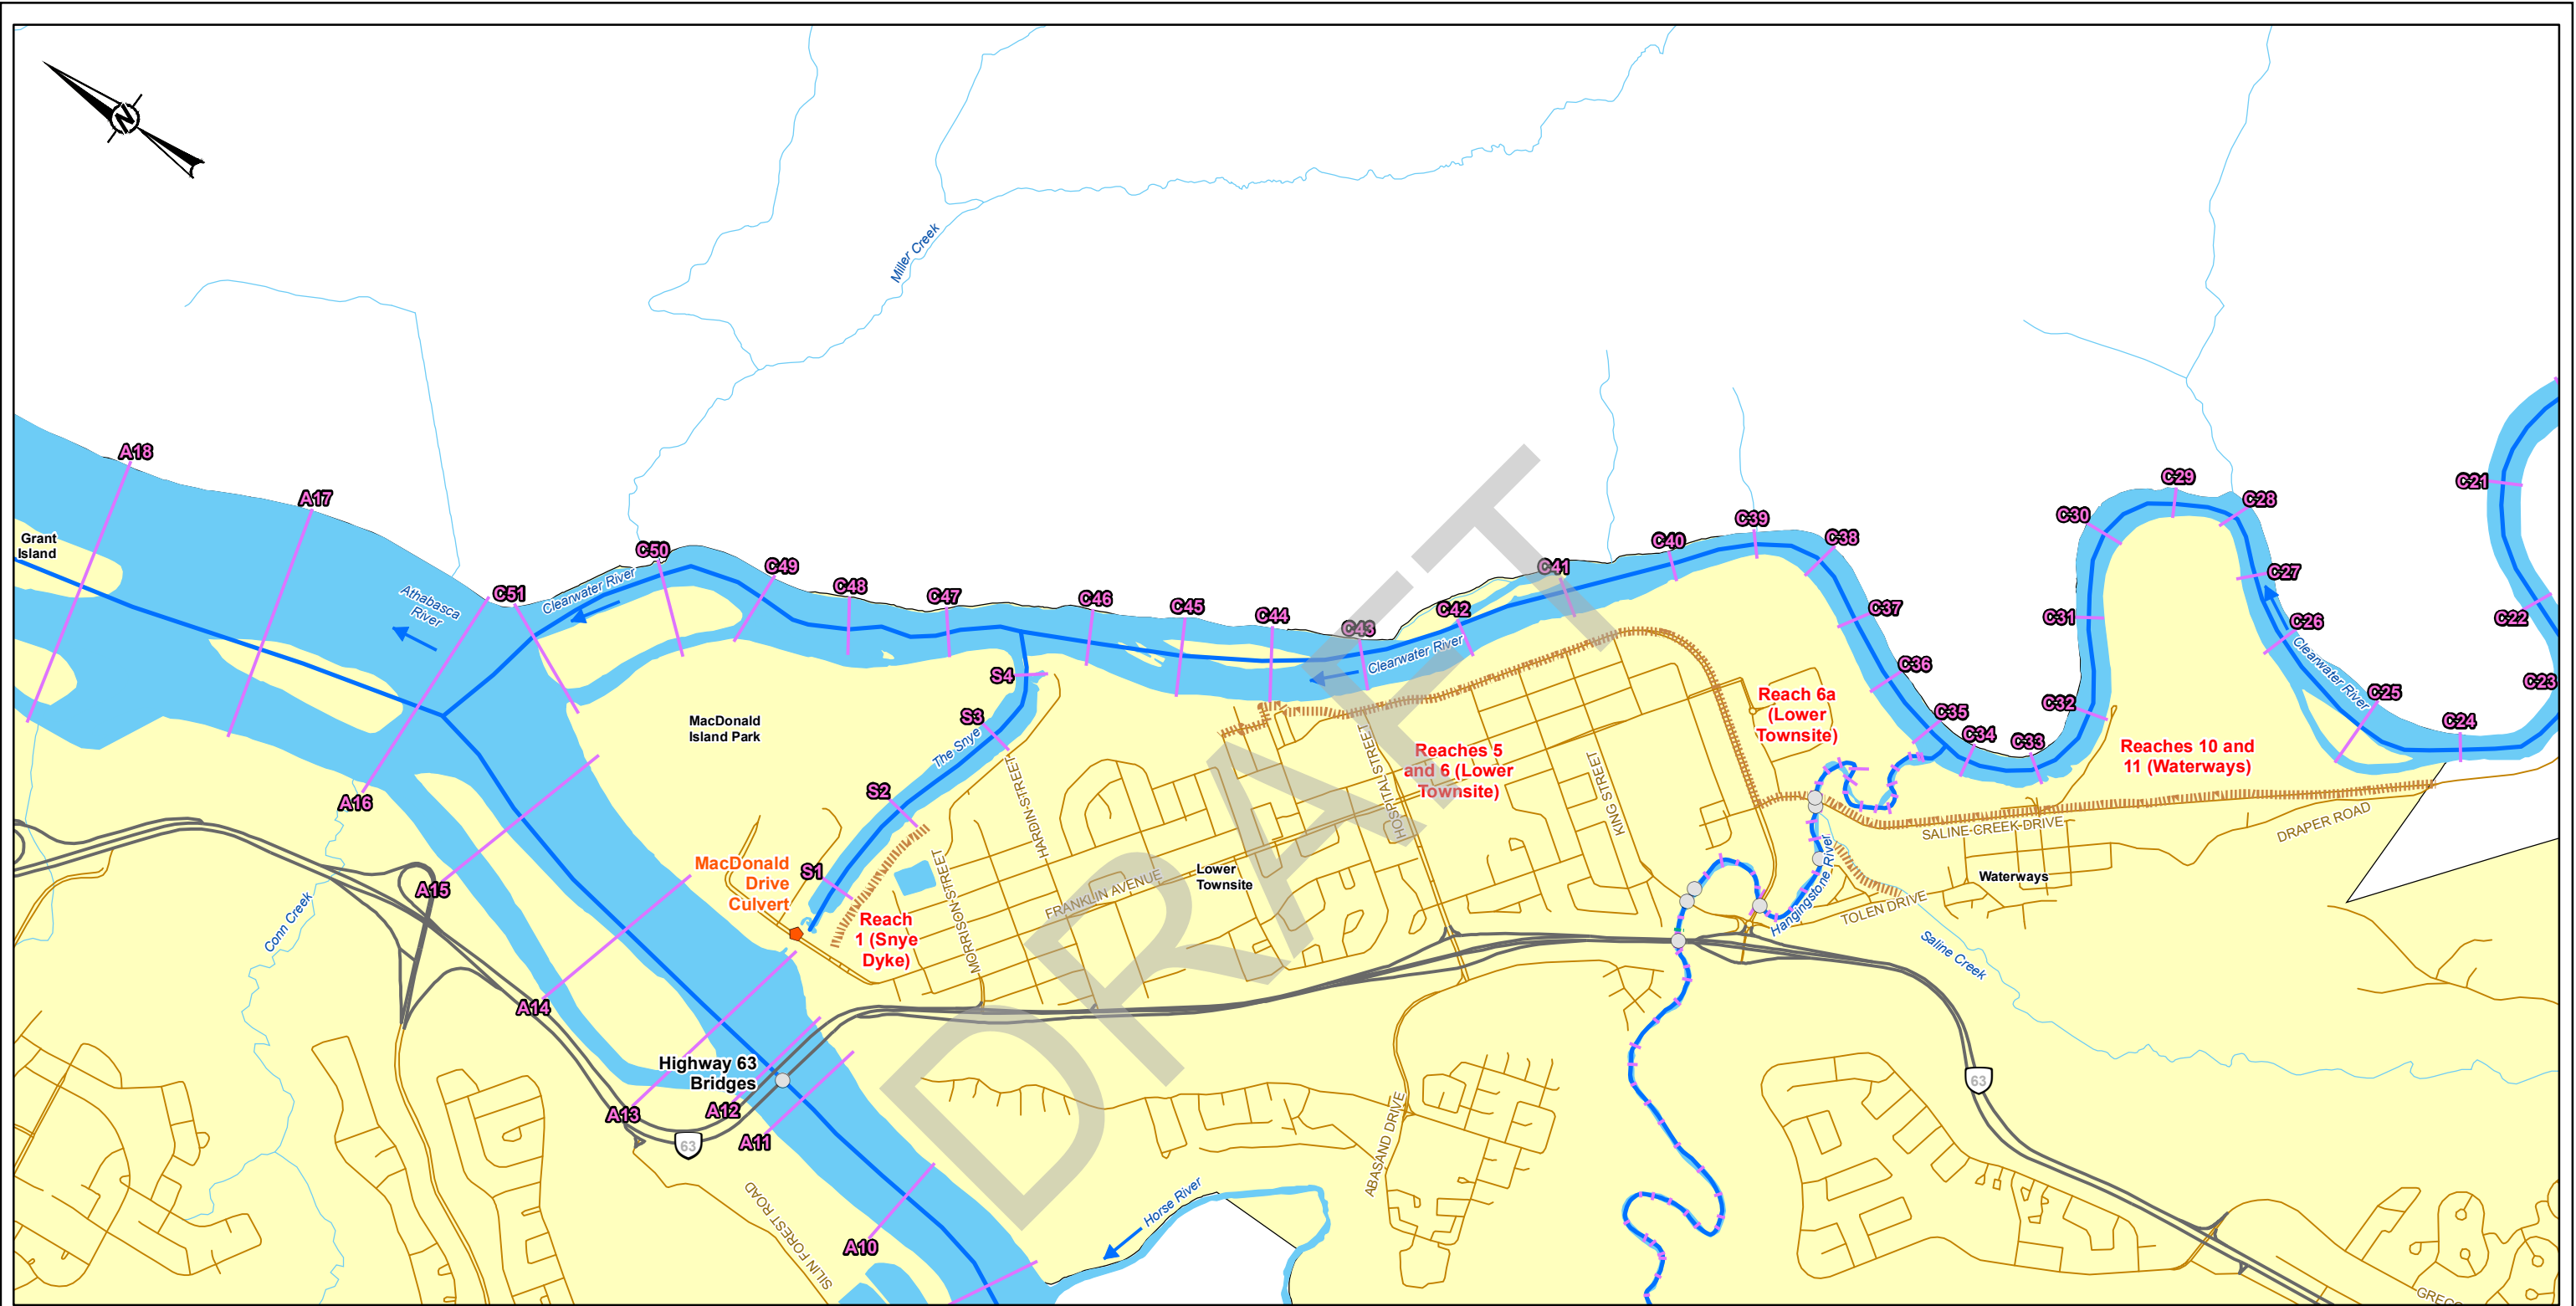 N
Miller Creek
A18
A17
Grant
Island
Athabasca
River
C51
Clearwater River
C50
C49
C48
C47
C46
C45
C44
C43
Clearwater River
C42
C41
C40
C39
C38
C37
C36
C35
C34
C33
C32
C31
C30
C29
C28
C27
C26
Clearwater River
C25
C24
C23
C22
C21
A16
MacDonald
Island Park
The Snye
S4
S3
S2
S1
MacDonald
Drive
Culvert
Reach
1 (Snye
Dyke)
MORRISON STREET
HARDIN STREET
FRANKLIN AVENUE
Lower
Townsite
HOSPITAL STREET
Reaches 5
and 6 (Lower
Townsite)
KING STREET
Reach 6a
(Lower
Townsite)
Reaches 10 and
11 (Waterways)
SALINE CREEK DRIVE
DRAPER ROAD
Waterways
TOLEN DRIVE
Hangingstone River
Saline Creek
DRAFT
A15
Conn Creek
A14
Highway 63
Bridges
A13
A12
A11
63
63
A10
SILIN FOREST ROAD
Horse River
ABASAND DRIVE